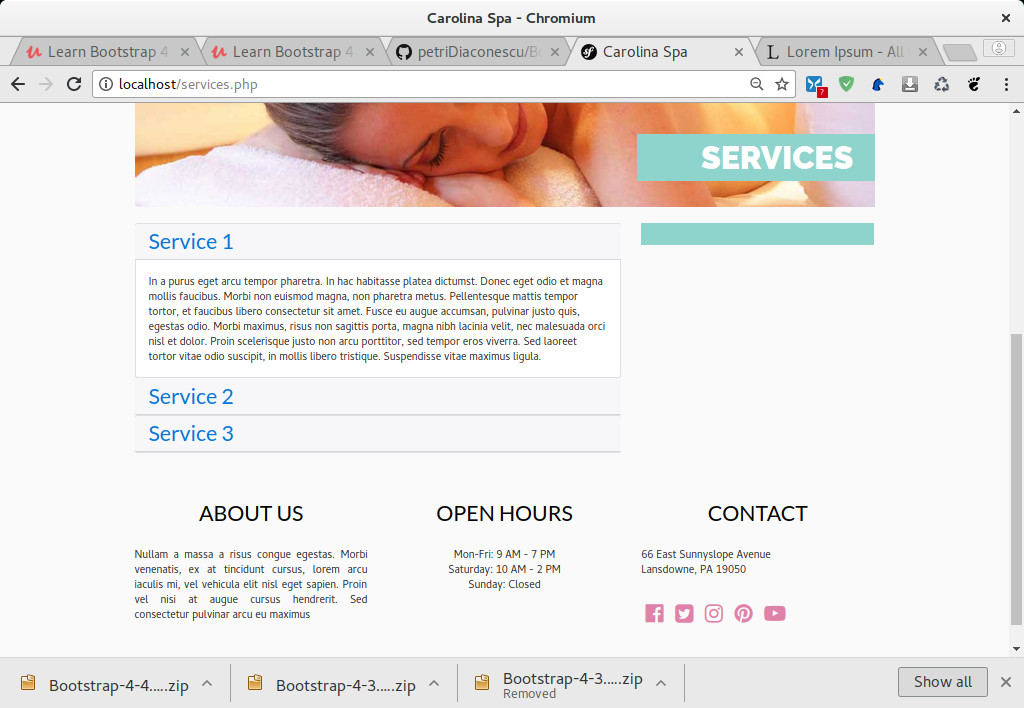 Carolina Spa - Chromium
Learn Bootstrap 4
Learn Bootstrap 4
petriDiaconescu/B
Carolina Spa
Lorem Ipsum - All
localhost/services.php
SERVICES
Service 1
In a purus eget arcu tempor pharetra. In hac habitasse platea dictumst. Donec eget odio et magna
mollis faucibus. Morbi non euismod magna, non pharetra metus. Pellentesque mattis tempor
tortor, et faucibus libero consectetur sit amet. Fusce eu augue accumsan, pulvinar justo quis,
egestas odio. Morbi maximus, risus non sagittis porta, magna nibh lacinia velit, nec malesuada orci
nisl et dolor. Proin scelerisque justo non arcu porttitor, sed tempor eros viverra. Sed laoreet
tortor vitae odio suscipit, in mollis libero tristique. Suspendisse vitae maximus ligula.
Service 2
Service 3
ABOUT US
Nullam a massa a risus congue egestas. Morbi
venenatis, ex at tincidunt cursus, lorem arcu
iaculis mi, vel vehicula elit nisl eget sapien. Proin
vel nisi at augue cursus hendrerit. Sed
consectetur pulvinar arcu eu maximus
OPEN HOURS
Mon-Fri: 9 AM - 7 PM
Saturday: 10 AM - 2 PM
Sunday: Closed
CONTACT
66 East Sunnyslope Avenue
Lansdowne, PA 19050
Bootstrap-4-4.....zip
Bootstrap-4-3.....zip
Bootstrap-4-3.....zip
Removed
Show all